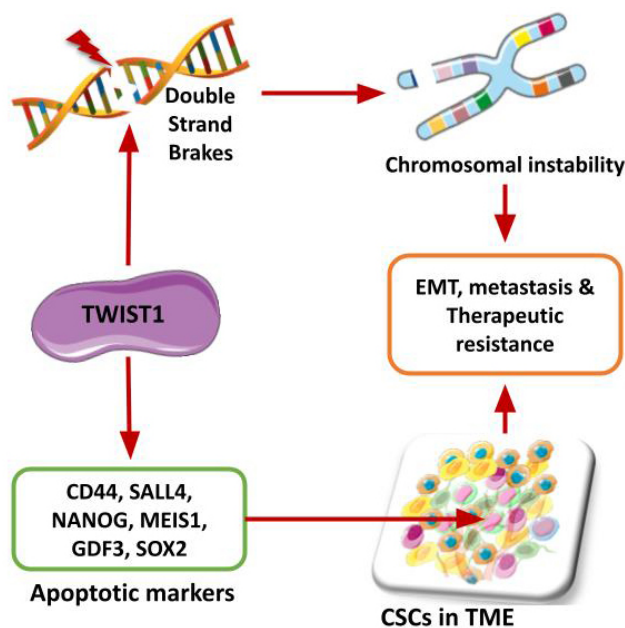 Double
Strand
Brakes
Chromosomal instability
TWIST1
EMT, metastasis &
Therapeutic
resistance
CD44, SALL4,
NANOG, MEIS1,
GDF3, SOX2
Apoptotic markers
CSCs in TME